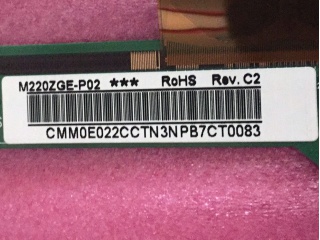 M220ZGE-P02 *** RoHS Rev. C2
CMM0E022CCTN3NPB7CT0083